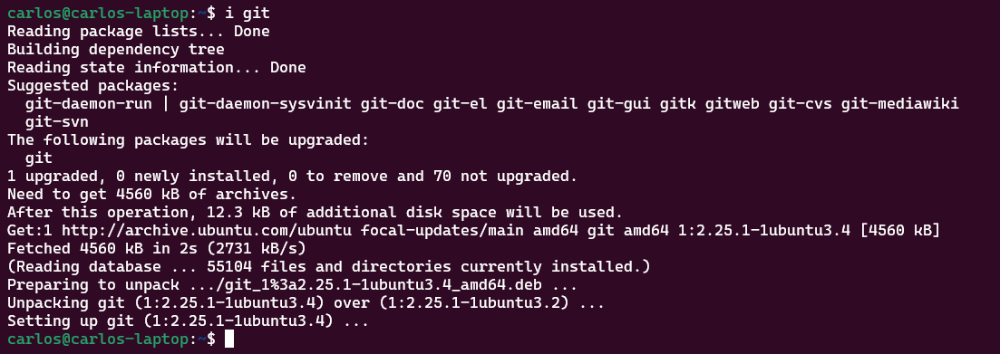 carlos@carlos-laptop:~$ i git
Reading package lists... Done
Building dependency tree
Reading state information... Done
Suggested packages:
  git-daemon-run | git-daemon-sysvinit git-doc git-el git-email git-gui gitk gitweb git-cvs git-mediawiki
  git-svn
The following packages will be upgraded:
  git
1 upgraded, 0 newly installed, 0 to remove and 70 not upgraded.
Need to get 4560 kB of archives.
After this operation, 12.3 kB of additional disk space will be used.
Get:1 http://archive.ubuntu.com/ubuntu focal-updates/main amd64 git amd64 1:2.25.1-1ubuntu3.4 [4560 kB]
Fetched 4560 kB in 2s (2731 kB/s)
(Reading database ... 55104 files and directories currently installed.)
Preparing to unpack .../git_1%3a2.25.1-1ubuntu3.4_amd64.deb ...
Unpacking git (1:2.25.1-1ubuntu3.4) over (1:2.25.1-1ubuntu3.2) ...
Setting up git (1:2.25.1-1ubuntu3.4) ...
carlos@carlos-laptop:~$